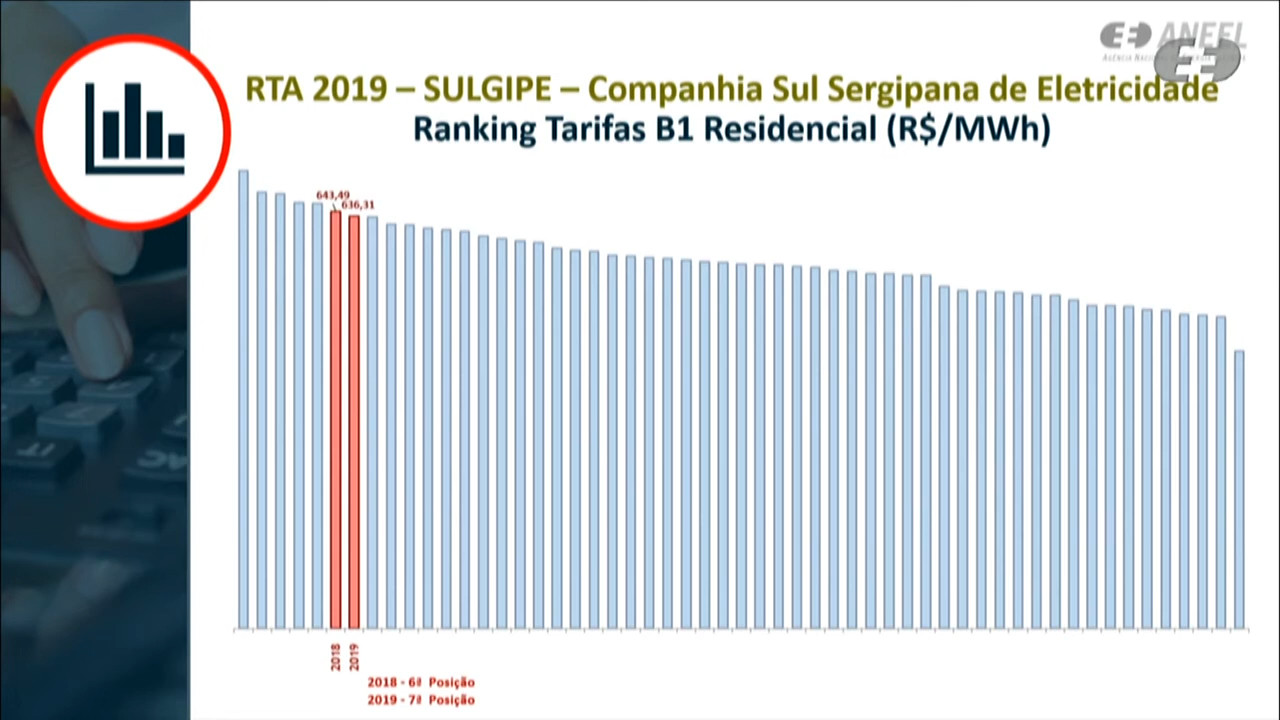 ANEEL
RTA 2019 – SULGIPE – Companhia Sul Sergipana de Eletricidade
Ranking Tarifas B1 Residencial (R$/MWh)
643,49
636,31
2018
2019
2018 - 6ª Posição
2019 - 7ª Posição